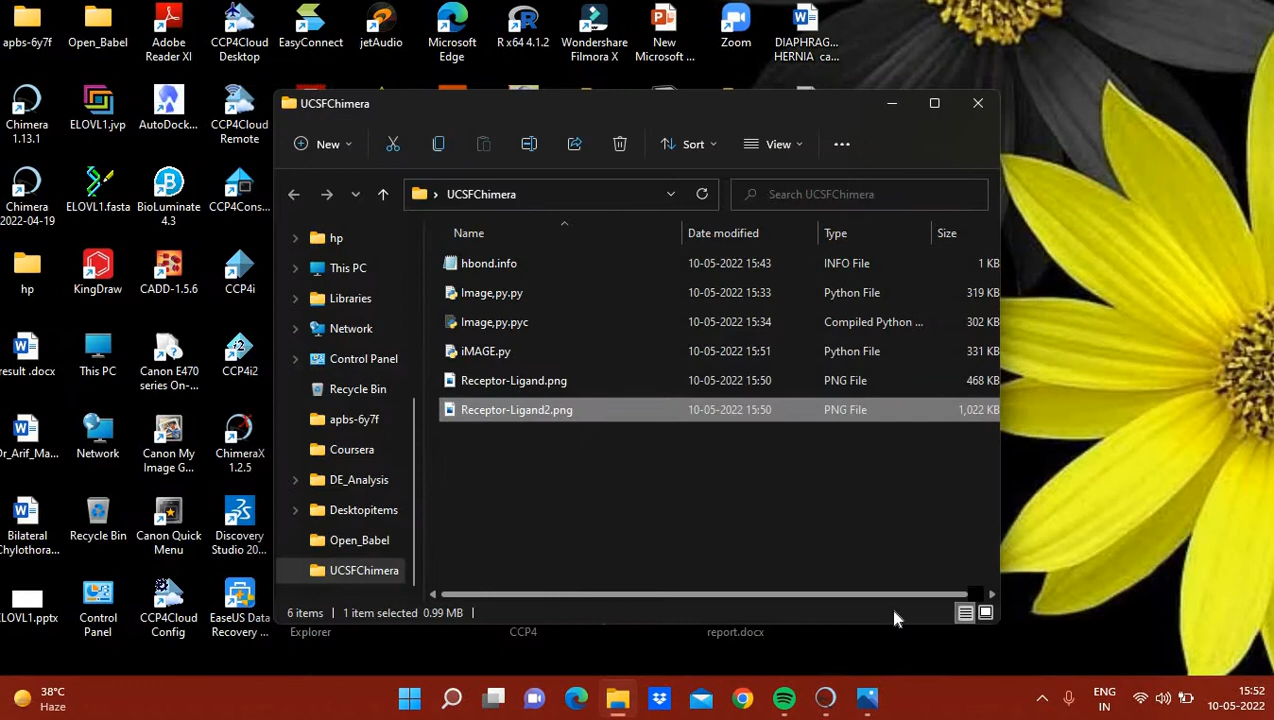 apbs-6y7f
Open_Babel
Adobe
Reader XI
CCP4Cloud
Desktop
EasyConnect
jetAudio
Microsoft
Edge
R x64 4.1.2
Wondershare
Filmora X
New
Microsoft ...
Zoom
DIAPHRAG...
HERNIA ca...
Chimera
1.13.1
ELOVL1.jvp
AutoDock...
CCP4Cloud
Remote
Chimera
2022-04-19
ELOVL1.fasta
BioLuminate
4.3
CCP4Cons...
hp
KingDraw
CADD-1.5.6
CCP4i
result .docx
This PC
Canon E470
series On-...
CCP4i2
Dr_Arif_Ma...
Network
Canon My
Image G...
ChimeraX
1.2.5
Bilateral
Chylothora...
Recycle Bin
Canon Quick
Menu
Discovery
Studio 20...
ELOVL1.pptx
Control
Panel
CCP4Cloud
Config
EaseUS Data
Recovery ...
Explorer
CCP4
report.docx
UCSFChimera
New
Sort
View
UCSFChimera
Search UCSFChimera
Name
Date modified
Type
Size
hp
This PC
Libraries
Network
Control Panel
Recycle Bin
apbs-6y7f
Coursera
DE_Analysis
Desktopitems
Open_Babel
UCSFChimera
hbond.info 10-05-2022 15:43 INFO File 1 KB
Image,py.py 10-05-2022 15:33 Python File 319 KB
Image,py.pyc 10-05-2022 15:34 Compiled Python ... 302 KB
iMAGE.py 10-05-2022 15:51 Python File 331 KB
Receptor-Ligand.png 10-05-2022 15:50 PNG File 468 KB
Receptor-Ligand2.png 10-05-2022 15:50 PNG File 1,022 KB
6 items 1 item selected 0.99 MB
38°C
Haze
ENG
IN
15:52
10-05-2022